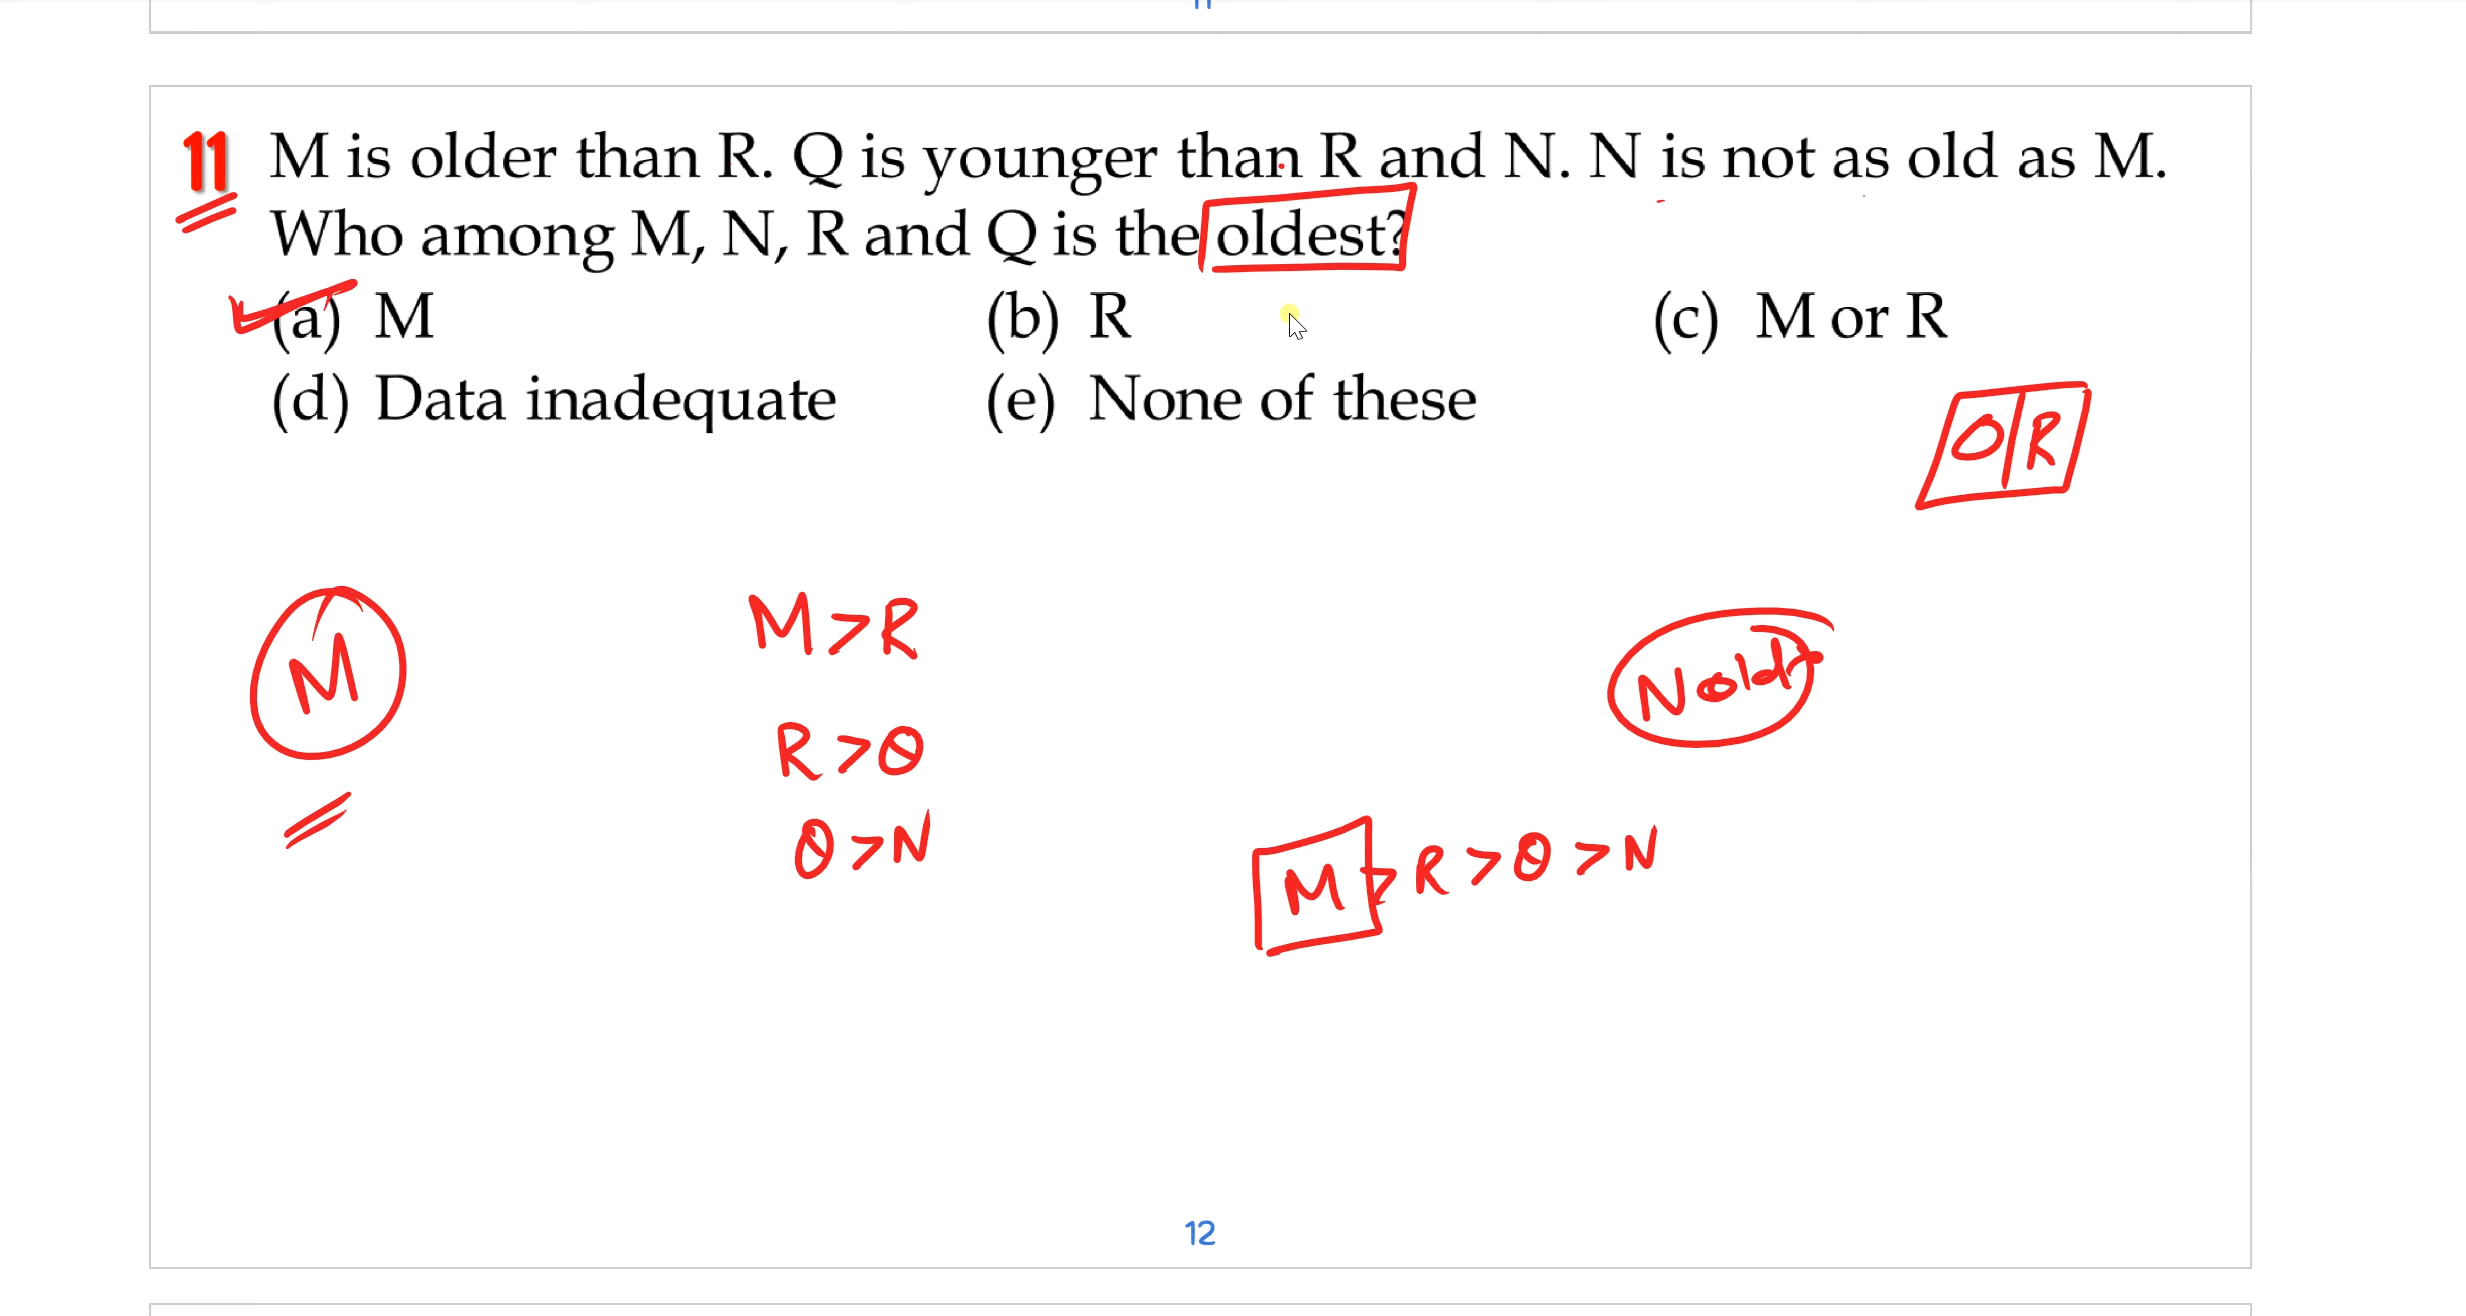 11 M is older than R. Q is younger than R and N. N is not as old as M.
Who among M, N, R and Q is the oldest?
(a) M (b) R (c) M or R
(d) Data inadequate (e) None of these
O R
M
M > R
N old
R > Q
Q > N
M > R > Q > N
12